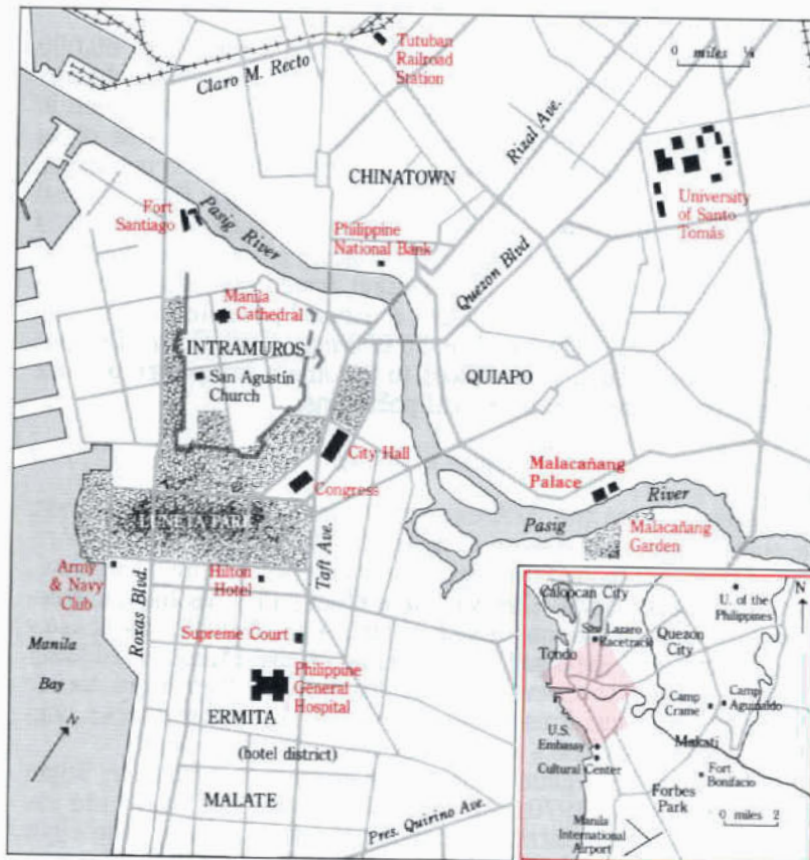 Tutuban
Railroad
Station
0 miles ¼
Claro M. Recto
Rizal Ave.
CHINATOWN
Fort
Santiago
Pasig River
Philippine
National Bank
Quezon Blvd
University
of Santo
Tomás
Manila
Cathedral
INTRAMUROS
San Agustín
Church
QUIAPO
City Hall
Congress
Malacañang
Palace
Pasig River
Malacañang
Garden
LUNETA PARK
Taft Ave.
Army
& Navy
Club
Roxas Blvd.
Hilton
Hotel
Supreme Court
Philippine
General
Hospital
Manila
Bay
N
ERMITA
(hotel district)
MALATE
Pres. Quirino Ave.
Calopcan City
N
U. of the
Philippines
San Lazaro
Racetrack
Quezon
City
Tondo
Camp
Crame
Camp
Aguinaldo
U.S.
Embassy
Makati
Cultural Center
Fort
Bonifacio
Forbes
Park
0 miles 2
Manila
International
Airport